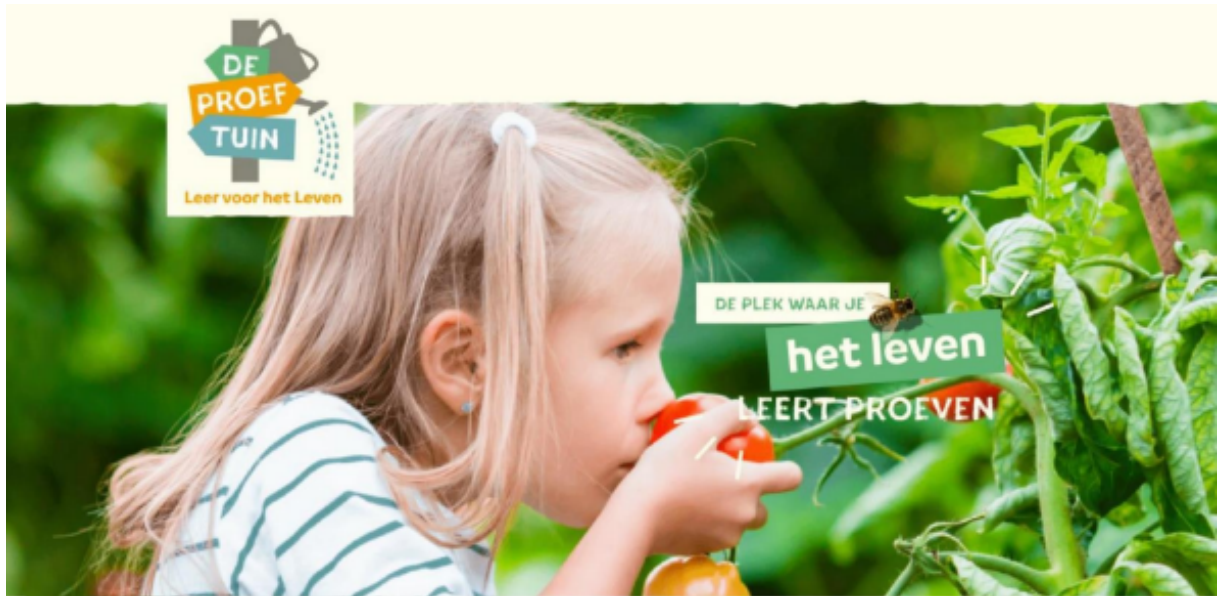 DE
PROEF
TUIN
Leer voor het Leven
DE PLEK WAAR JE
het leven
LEERT PROEVEN